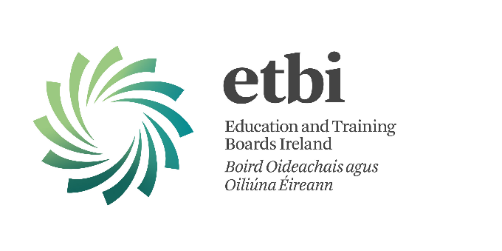 etbi
Education and Training
Boards Ireland
Boird Oideachais agus
Oiliúna Éireann